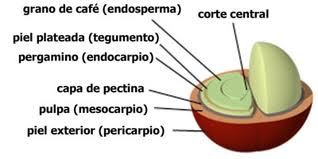 grano de café (endosperma)
corte central
piel plateada (tegumento)
pergamino (endocarpio)
capa de pectina
pulpa (mesocarpio)
piel exterior (pericarpio)